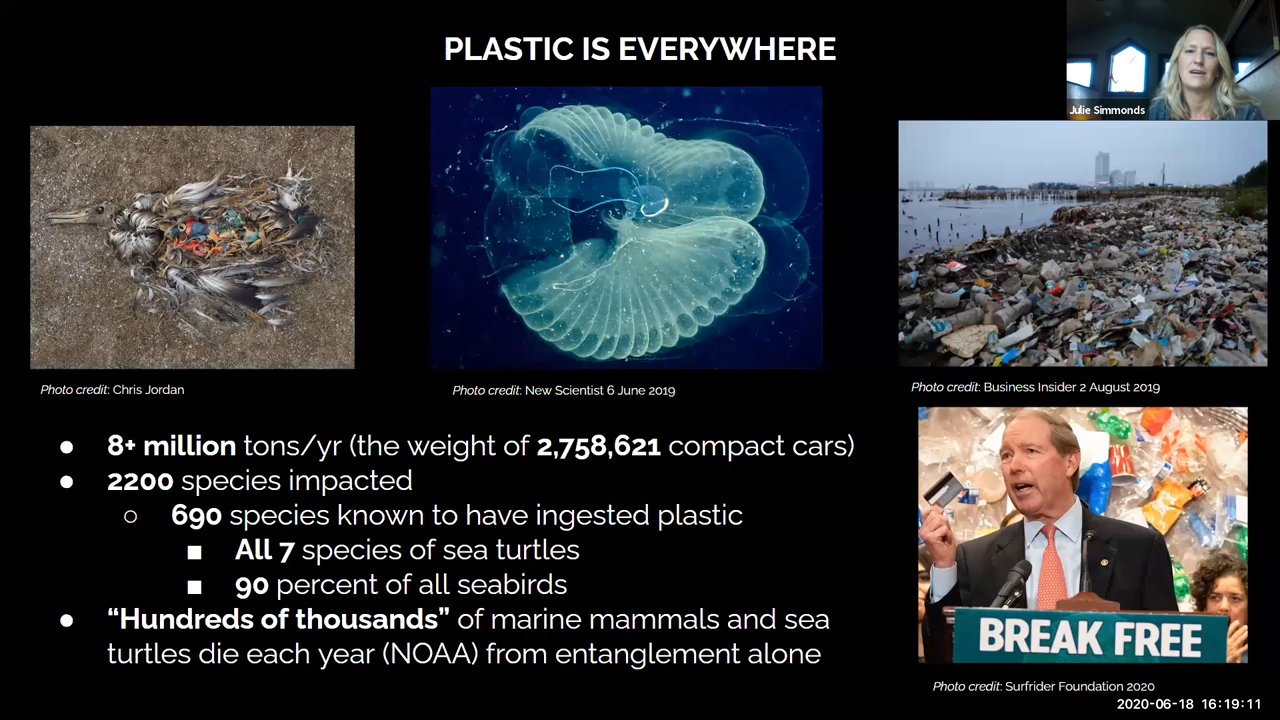 PLASTIC IS EVERYWHERE
Julie Simmonds
Photo credit: Chris Jordan
Photo credit: New Scientist 6 June 2019
Photo credit: Business Insider 2 August 2019
● 8+ million tons/yr (the weight of 2,758,621 compact cars)
● 2200 species impacted
○ 690 species known to have ingested plastic
■ All 7 species of sea turtles
■ 90 percent of all seabirds
● “Hundreds of thousands” of marine mammals and sea
turtles die each year (NOAA) from entanglement alone
BREAK FREE
Photo credit: Surfrider Foundation 2020
2020-06-18 16:19:11